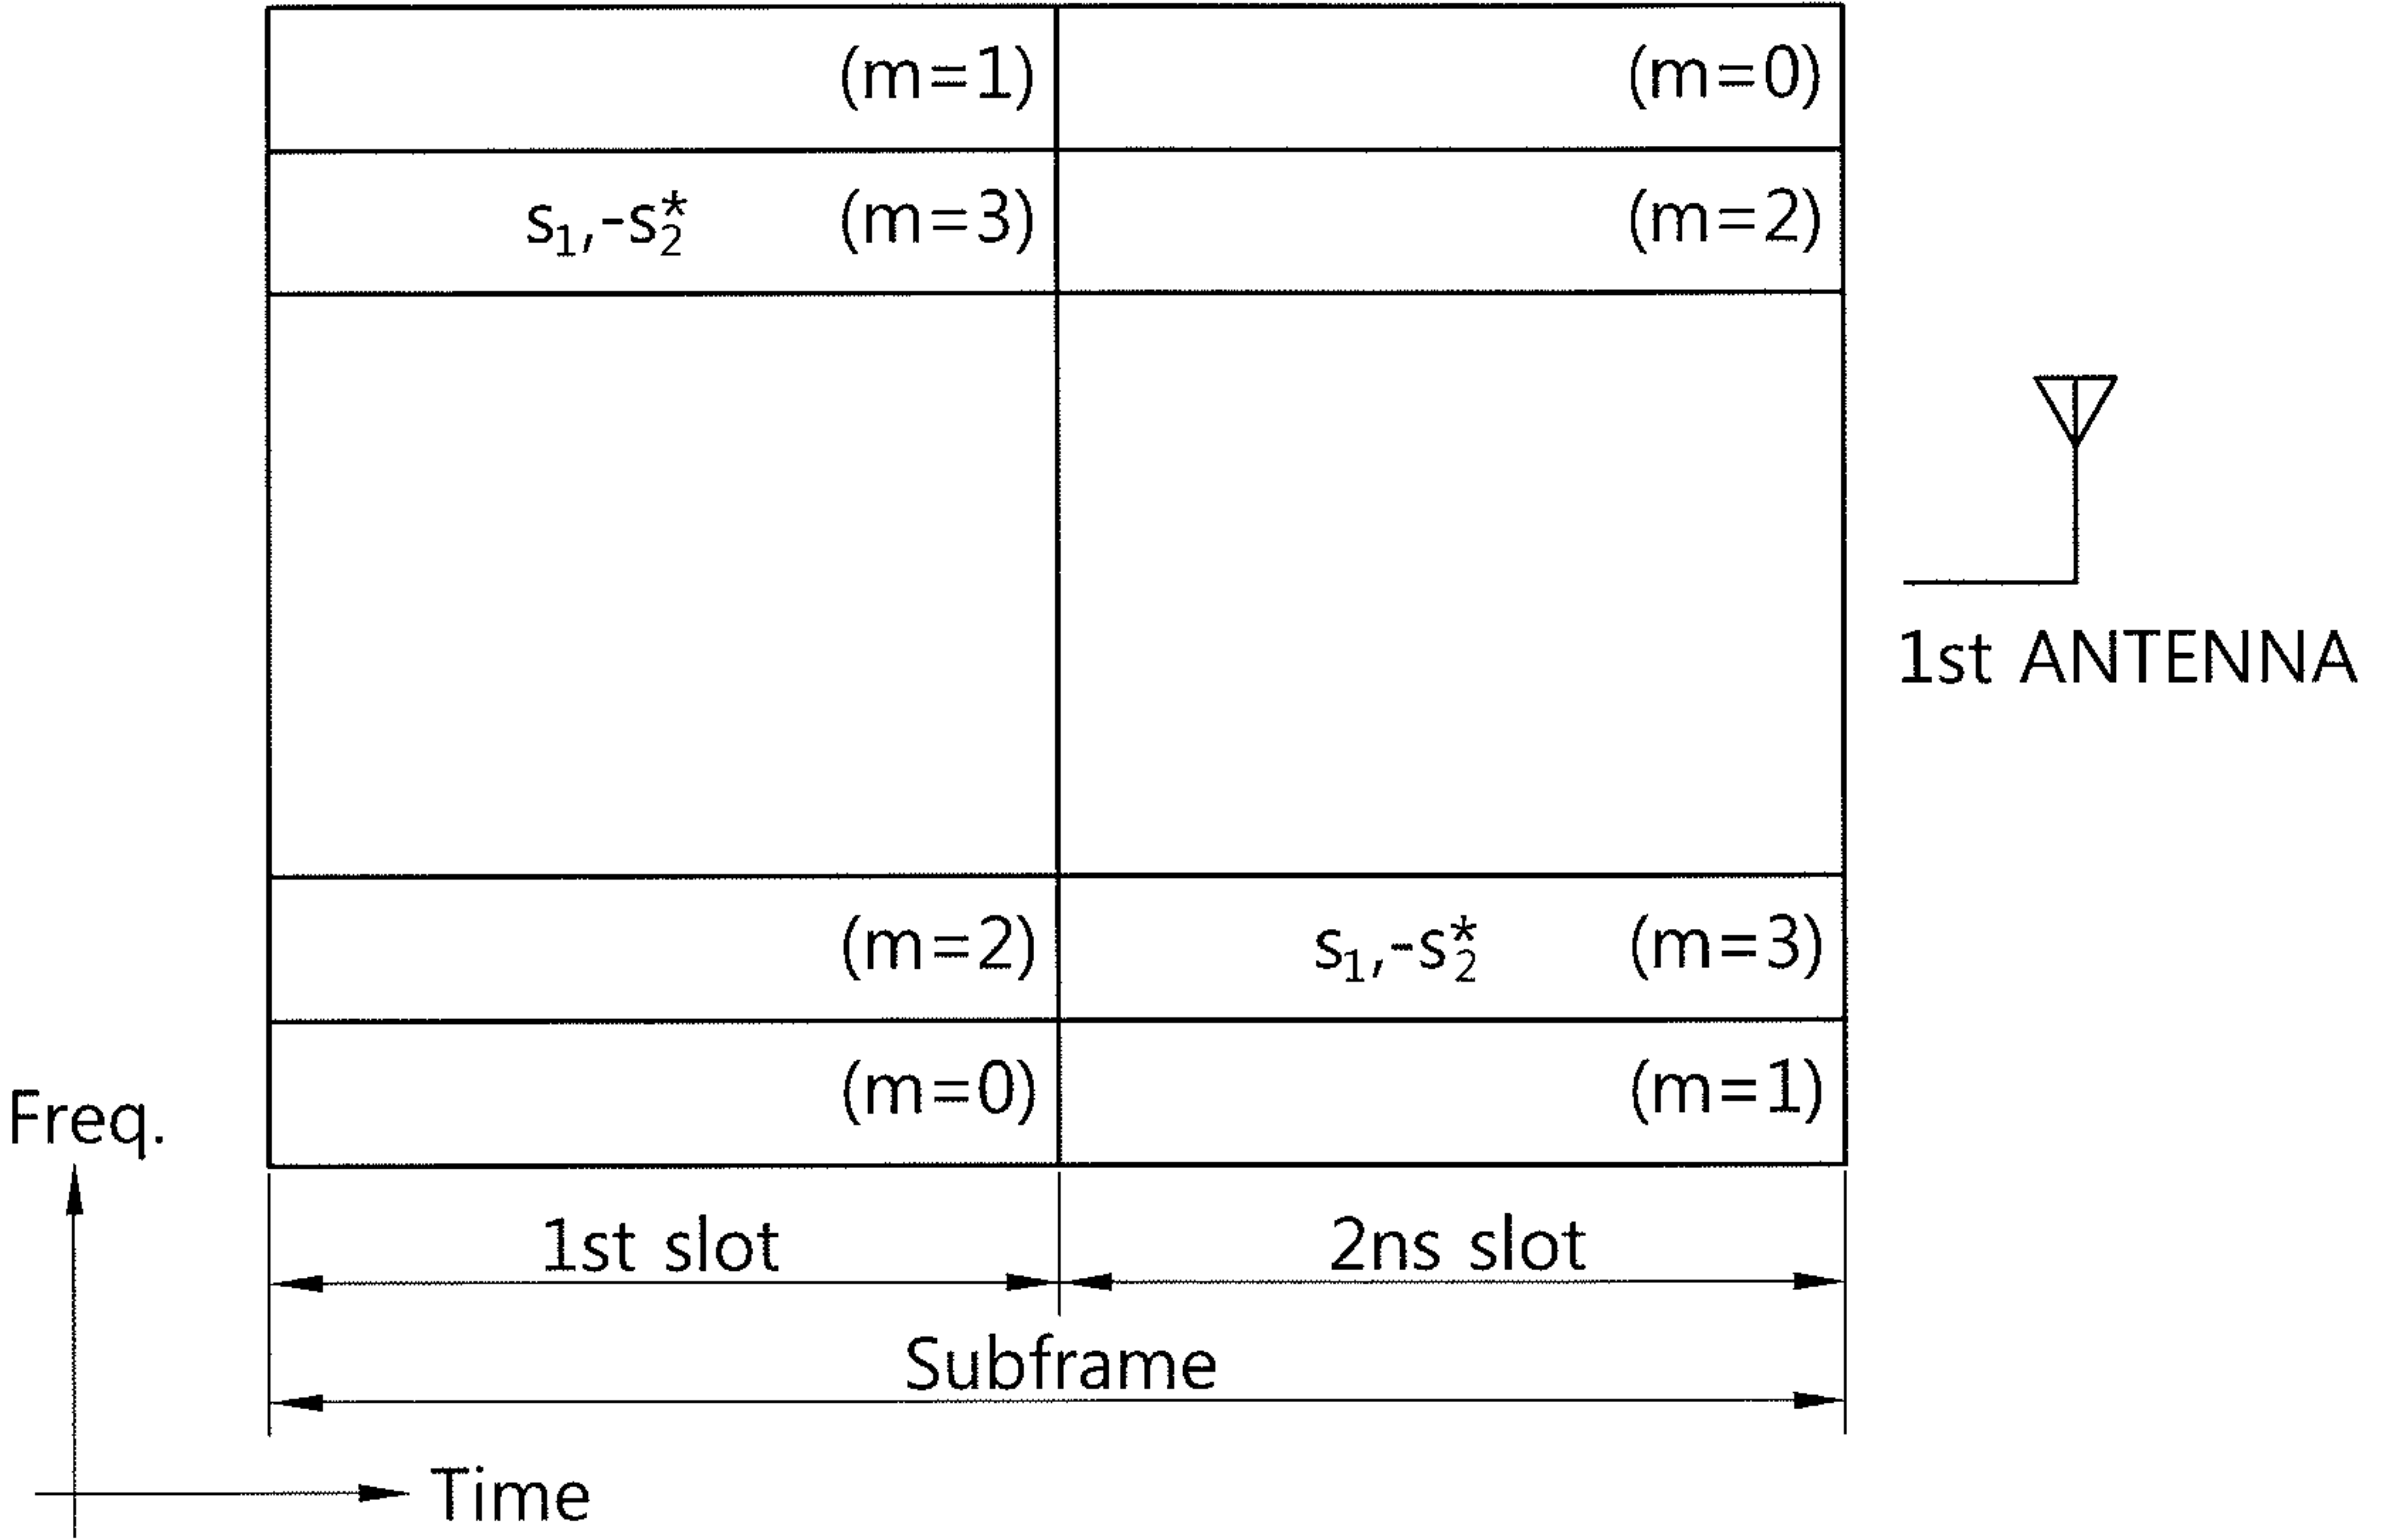 (m=1) (m=0)
s₁,-s₂* (m=3) (m=2)
1st ANTENNA
(m=2) s₁,-s₂* (m=3)
(m=0) (m=1)
Freq.
1st slot 2ns slot
Subframe
Time